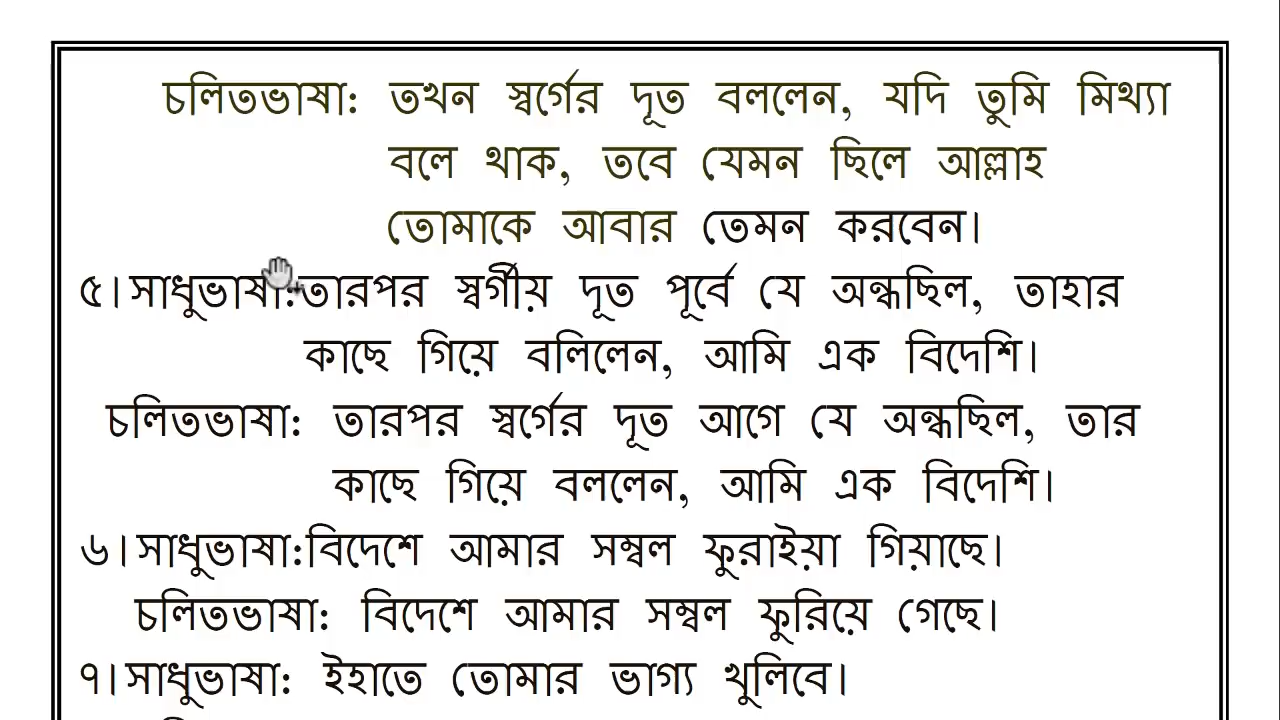 চলিতভাষা: তখন স্বর্গের দূত বললেন, যদি তুমি মিথ্যা
বলে থাক, তবে যেমন ছিলে আল্লাহ
তোমাকে আবার তেমন করবেন।
৫। সাধুভাষা:তারপর স্বর্গীয় দূত পূর্বে যে অন্ধছিল, তাহার
কাছে গিয়ে বলিলেন, আমি এক বিদেশি।
চলিতভাষা: তারপর স্বর্গের দূত আগে যে অন্ধছিল, তার
কাছে গিয়ে বললেন, আমি এক বিদেশি।
৬। সাধুভাষা:বিদেশে আমার সম্বল ফুরাইয়া গিয়াছে।
চলিতভাষা: বিদেশে আমার সম্বল ফুরিয়ে গেছে।
৭। সাধুভাষা: ইহাতে তোমার ভাগ্য খুলিবে।